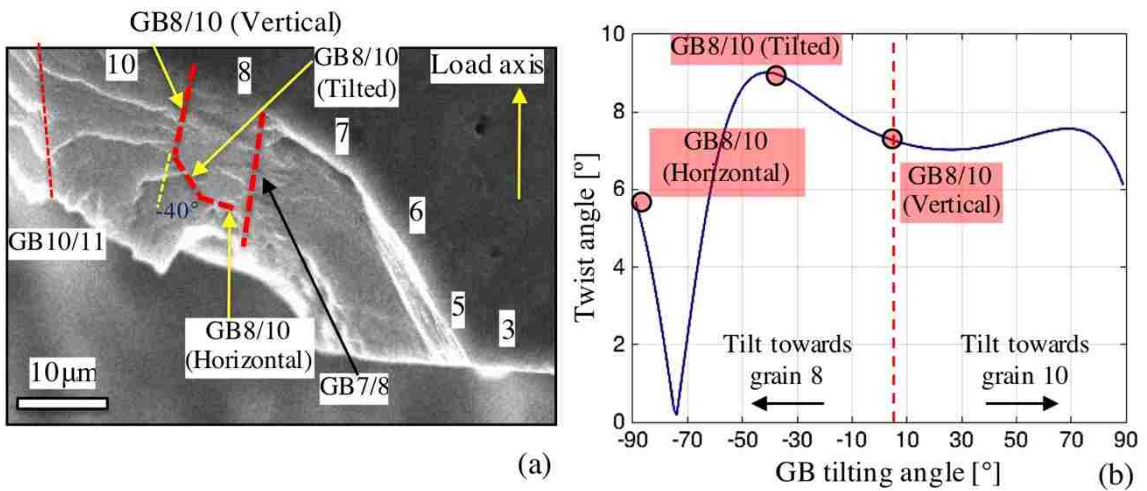 GB8/10 (Vertical)
10
8
GB8/10
(Tilted)
Load axis
7
6
-40°
GB10/11
5
3
GB8/10
(Horizontal)
10μm
GB7/8
(a)
10
8
6
4
2
0
Twist angle [º]
GB8/10 (Tilted)
GB8/10
(Horizontal)
GB8/10
(Vertical)
Tilt towards
grain 8
Tilt towards
grain 10
-90
-70
-50
-30
-10
10
30
50
70
90
GB tilting angle [°]
(b)